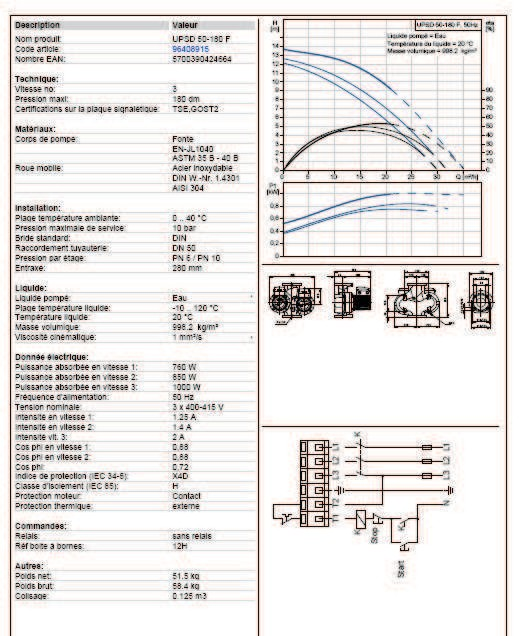 Description Valeur
Nom produit: UPSD 50-180 F
Code article: 96408915
Nombre EAN: 5700390424664
Technique:
Vitesse no: 3
Pression maxi: 180 dm
Certifications sur la plaque signalétique: TSE,GOST2
Matériaux:
Corps de pompe: Fonte
EN-JL1040
ASTM 35 B - 40 B
Roue mobile: Acier inoxydable
DIN W.-Nr. 1.4301
AISI 304
Installation:
Plage température ambiante: 0 .. 40 °C
Pression maximale de service: 10 bar
Bride standard: DIN
Raccordement tuyauterie: DN 50
Pression par étage: PN 6 / PN 10
Entraxe: 280 mm
Liquide:
Liquide pompé: Eau
Plage température liquide: -10 .. 120 °C
Température liquide: 20 °C
Masse volumique: 998.2 kg/m³
Viscosité cinématique: 1 mm²/s
Donnée électrique:
Puissance absorbée en vitesse 1: 760 W
Puissance absorbée en vitesse 2: 850 W
Puissance absorbée en vitesse 3: 1000 W
Fréquence d'alimentation: 50 Hz
Tension nominale: 3 x 400-415 V
Intensité en vitesse 1: 1.25 A
Intensité en vitesse 2: 1.4 A
Intensité vit. 3: 2 A
Cos phi en vitesse 1: 0,88
Cos phi en vitesse 2: 0,88
Cos phi: 0,72
Indice de protection (IEC 34-5): X4D
Classe d'isolement (IEC 85): H
Protection moteur: Contact
Protection thermique: externe
Commandes:
Relais: sans relais
Réf boite à bornes: 12H
Autres:
Poids net: 51.5 kg
Poids brut: 58.4 kg
Colisage: 0.125 m3
H
[m]
UPSD 50-180 F, 50Hz
eta
[%]
Liquide pompé = Eau
Température du liquide = 20 °C
Masse volumique = 998.2 kg/m³
14
13
12
11
10
9
8
7
6
5
4
3
2
1
0
90
80
70
60
50
40
30
20
10
0
0 5 10 15 20 25 30 35 Q [m³/h]
P1
[kW]
0,8
0,6
0,4
0,2
0
L1
L2
L3
T2
T1
K
L1
L2
L3
N
K
Stop
K
Start